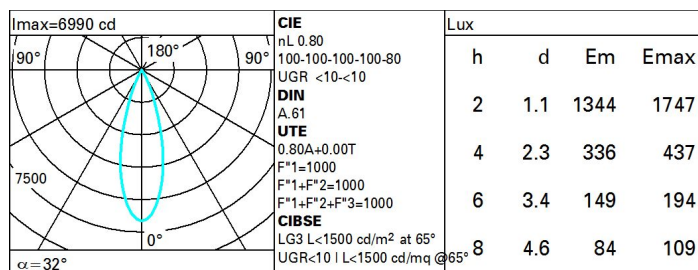 Imax=6990 cd
90°
180°
90°
7500
0°
α=32°
CIE
nL 0.80
100-100-100-100-80
UGR <10-<10
DIN
A.61
UTE
0.80A+0.00T
F"1=1000
F"1+F"2=1000
F"1+F"2+F"3=1000
CIBSE
LG3 L<1500 cd/m² at 65°
UGR<10 | L<1500 cd/mq @65°
Lux
h d Em Emax
2 1.1 1344 1747
4 2.3 336 437
6 3.4 149 194
8 4.6 84 109